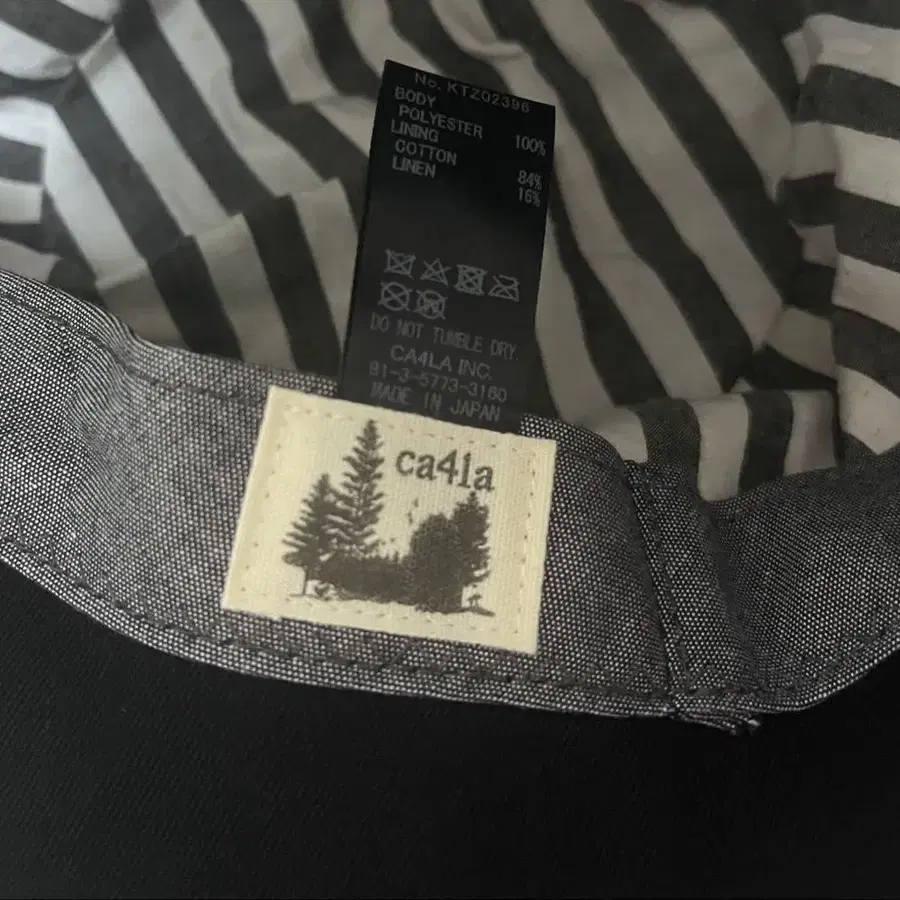 No. KTZ02396
BODY
POLYESTER 100%
LINING
COTTON 84%
LINEN 16%
DO NOT TUMBLE DRY.
CA4LA INC.
81-3-5773-3160
MADE IN JAPAN
ca4la